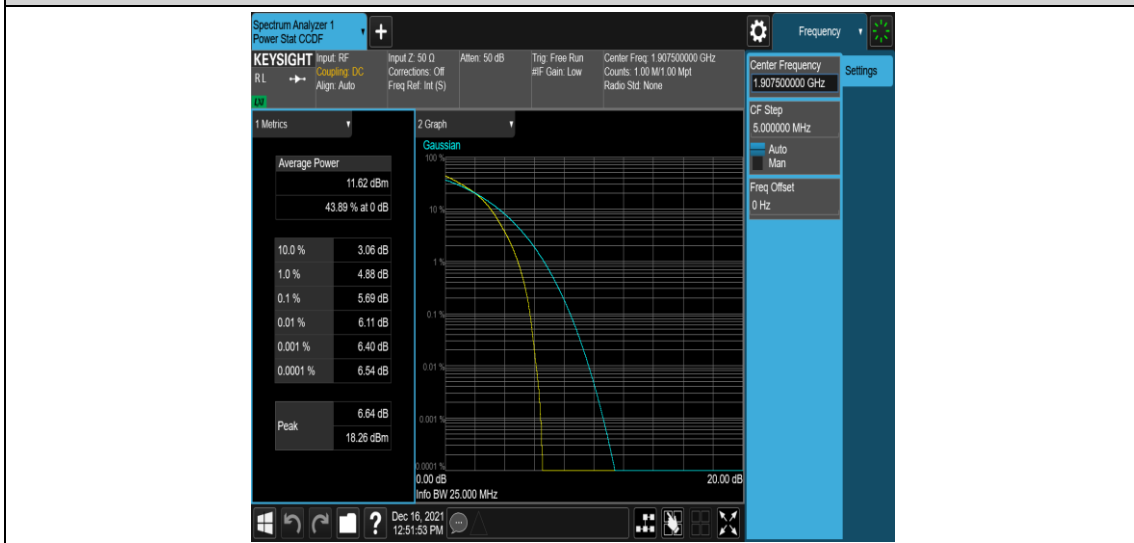 Spectrum Analyzer 1
Power Stat CCDF
+
Frequency
KEYSIGHT
RL
LXI
Input: RF
Coupling: DC
Align: Auto
Input Z: 50 Ω
Corrections: Off
Freq Ref: Int (S)
Atten: 50 dB
Trig: Free Run
#IF Gain: Low
Center Freq: 1.907500000 GHz
Counts: 1.00 M/1.00 Mpt
Radio Std: None
Center Frequency
1.907500000 GHz
Settings
CF Step
5.000000 MHz
Auto
Man
Freq Offset
0 Hz
1 Metrics
Average Power
11.62 dBm
43.89 % at 0 dB
10.0 % 3.06 dB
1.0 % 4.88 dB
0.1 % 5.69 dB
0.01 % 6.11 dB
0.001 % 6.40 dB
0.0001 % 6.54 dB
Peak
6.64 dB
18.26 dBm
2 Graph
Gaussian
100 %
10 %
1 %
0.1 %
0.01 %
0.001 %
0.0001 %
0.00 dB 20.00 dB
Info BW 25.000 MHz
?
Dec 16, 2021
12:51:53 PM